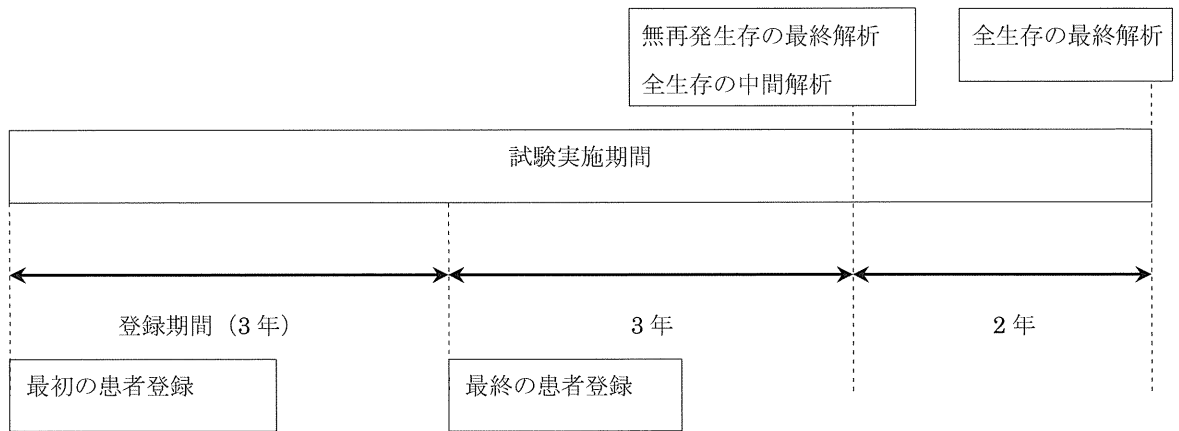 無再発生存の最終解析
全生存の中間解析
全生存の最終解析
試験実施期間
登録期間（3 年）
3 年
2 年
最初の患者登録
最終の患者登録